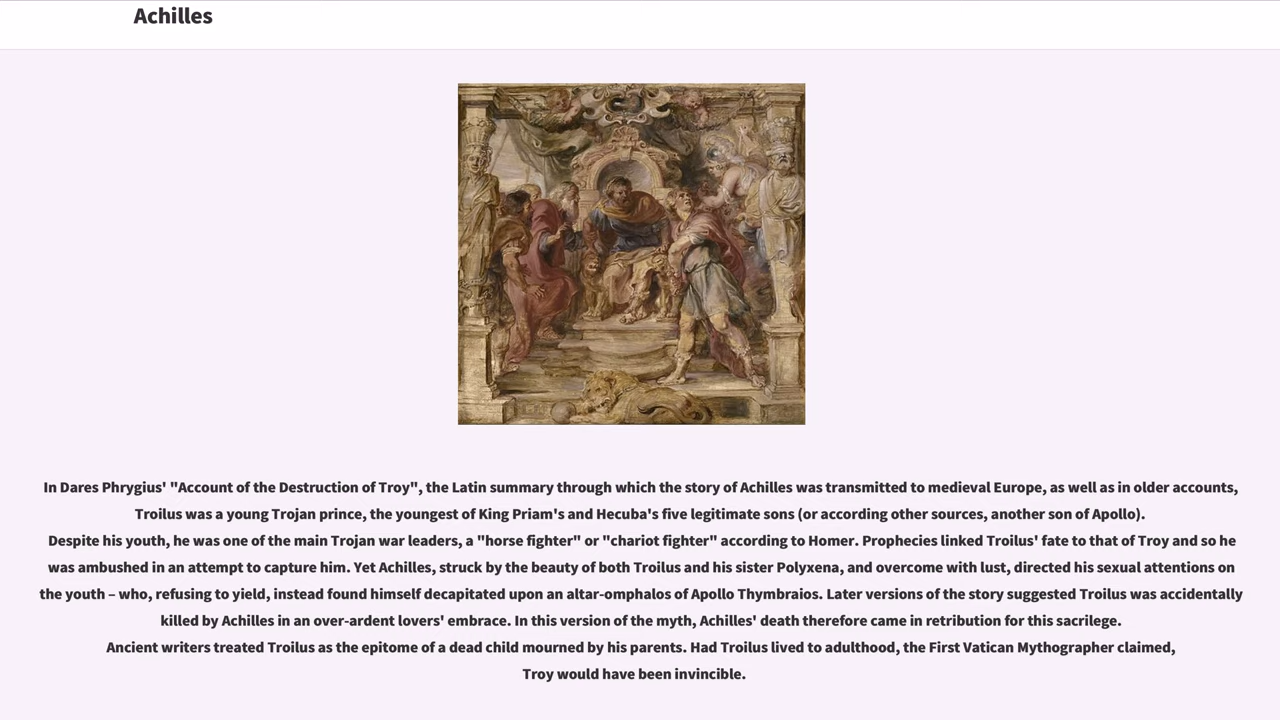 Achilles
In Dares Phrygius' "Account of the Destruction of Troy", the Latin summary through which the story of Achilles was transmitted to medieval Europe, as well as in older accounts,
Troilus was a young Trojan prince, the youngest of King Priam's and Hecuba's five legitimate sons (or according other sources, another son of Apollo).
Despite his youth, he was one of the main Trojan war leaders, a "horse fighter" or "chariot fighter" according to Homer. Prophecies linked Troilus' fate to that of Troy and so he
was ambushed in an attempt to capture him. Yet Achilles, struck by the beauty of both Troilus and his sister Polyxena, and overcome with lust, directed his sexual attentions on
the youth – who, refusing to yield, instead found himself decapitated upon an altar-omphalos of Apollo Thymbraios. Later versions of the story suggested Troilus was accidentally
killed by Achilles in an over-ardent lovers' embrace. In this version of the myth, Achilles' death therefore came in retribution for this sacrilege.
Ancient writers treated Troilus as the epitome of a dead child mourned by his parents. Had Troilus lived to adulthood, the First Vatican Mythographer claimed,
Troy would have been invincible.